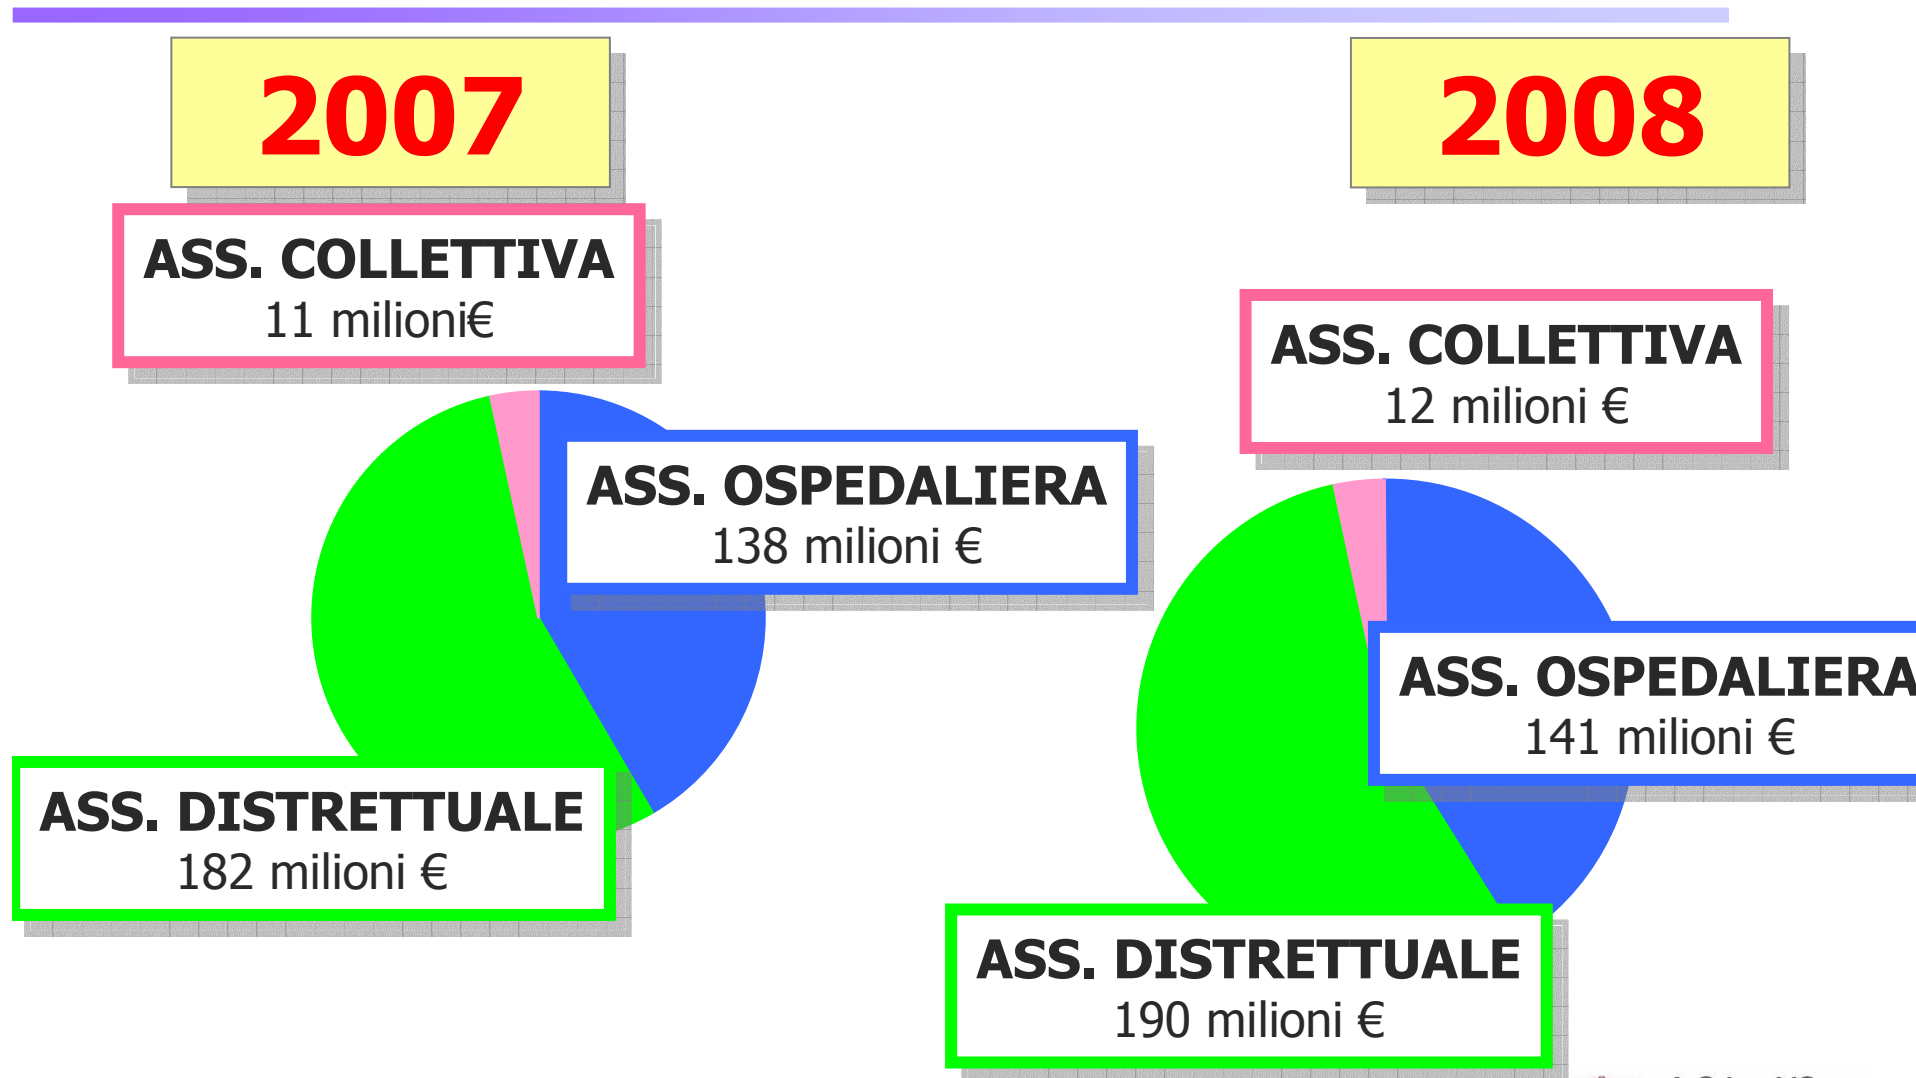 2007
ASS. COLLETTIVA
11 milioni€
ASS. OSPEDALIERA
138 milioni €
ASS. DISTRETTUALE
182 milioni €
2008
ASS. COLLETTIVA
12 milioni €
ASS. OSPEDALIERA
141 milioni €
ASS. DISTRETTUALE
190 milioni €